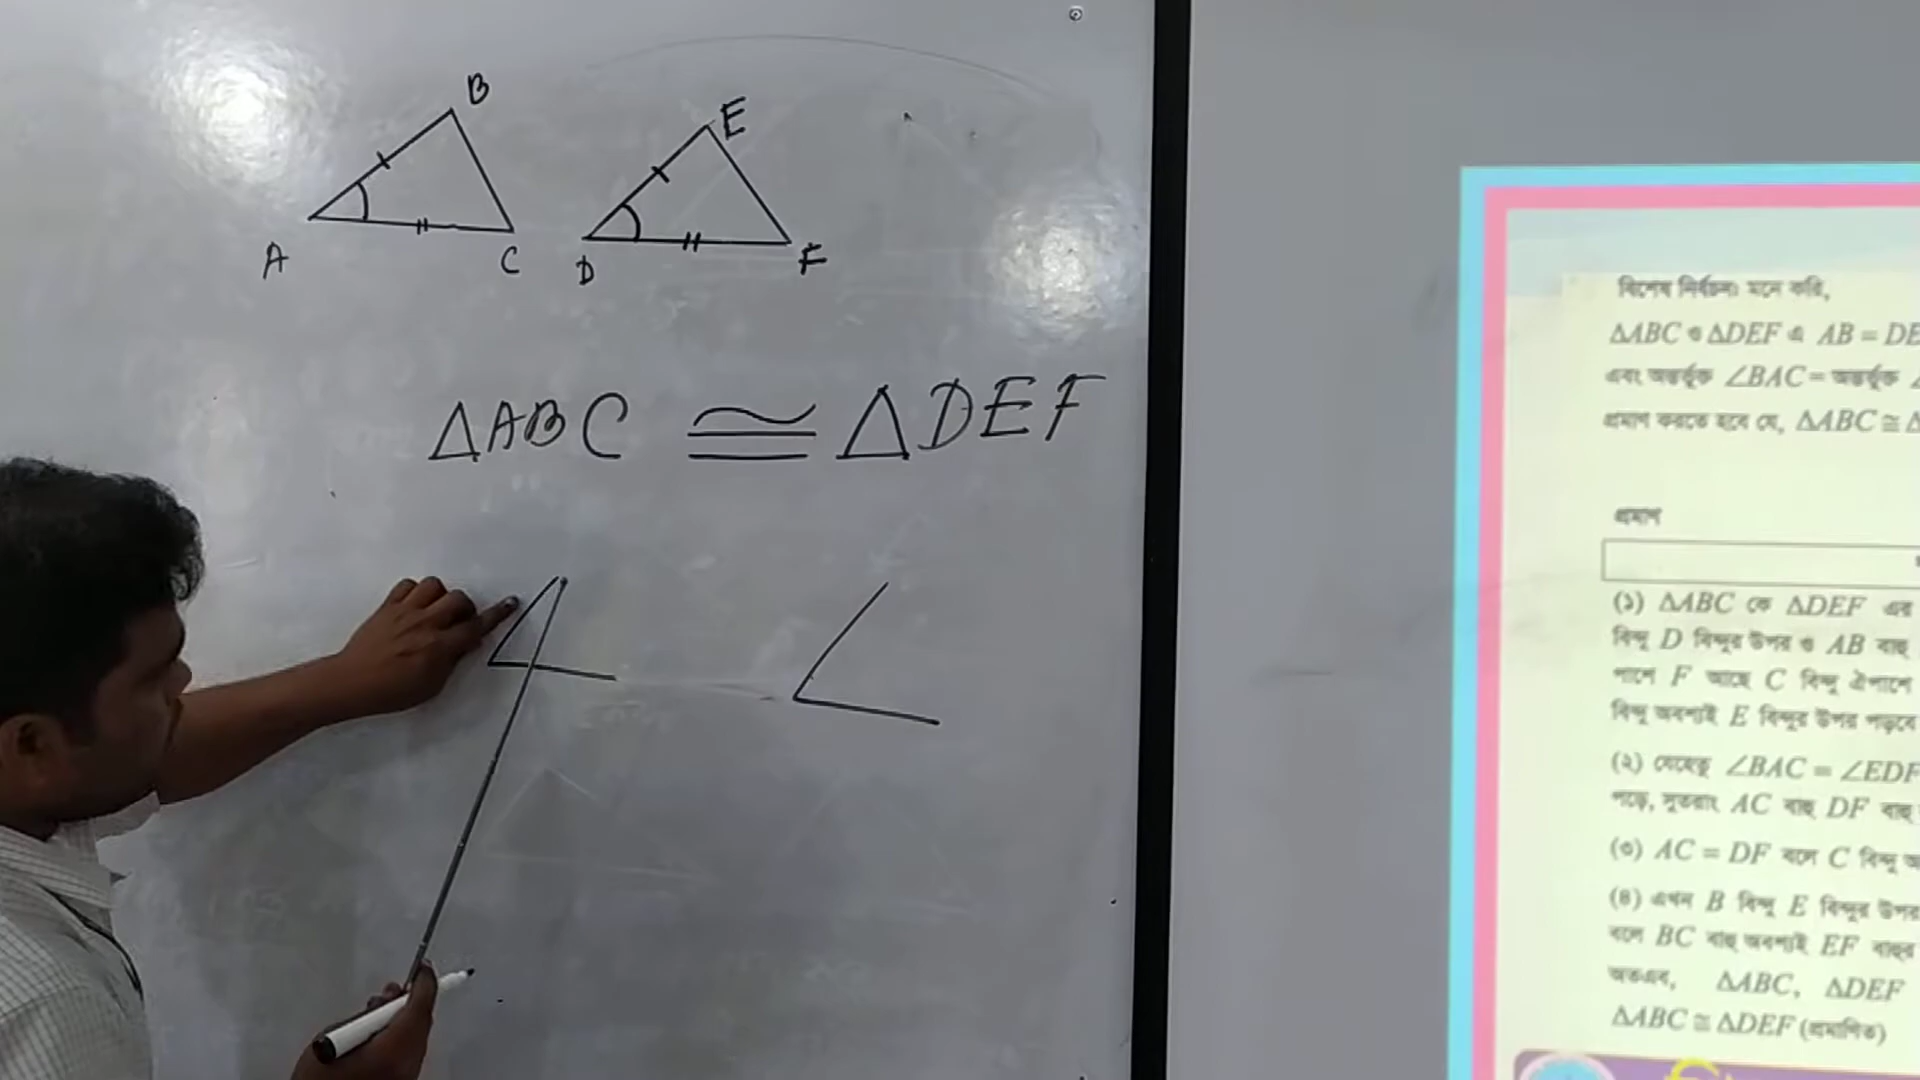 B
E
A
C
D
F
ΔABC ≅ ΔDEF
বিশেষ নির্বচনঃ মনে করি,
ΔABC ও ΔDEF এ AB = DE
এবং অন্তর্ভূক্ত ∠BAC = অন্তর্ভূক্ত ∠
প্রমাণ করতে হবে যে, ΔABC ≅ Δ
প্রমাণ
(১) ΔABC কে ΔDEF এর
বিন্দু D বিন্দুর উপর ও AB বাহু
পাশে F আছে C বিন্দু ঐপাশে
বিন্দু অবশ্যই E বিন্দুর উপর পড়বে
(২) যেহেতু ∠BAC = ∠EDF
পড়ে, সুতরাং AC বাহু DF বাহু
(৩) AC = DF বলে C বিন্দু অ
(৪) এখন B বিন্দু E বিন্দুর উপর
বলে BC বাহু অবশ্যই EF বাহুর
অতএব, ΔABC, ΔDEF
ΔABC ≅ ΔDEF (প্রমাণিত)